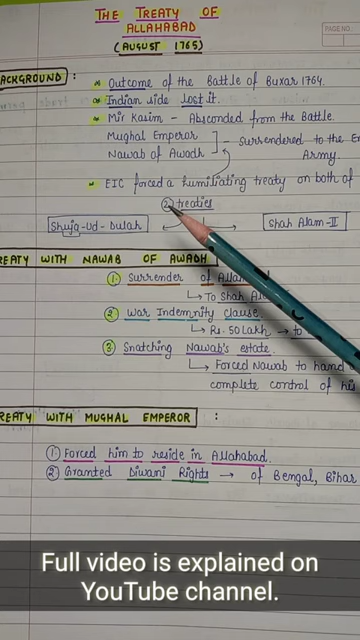 THE TREATY OF
ALLAHABAD
(AUGUST 1765)
PAGE NO.
BACKGROUND :
Outcome of the Battle of Buxar 1764.
Indian side lost it.
Mir Kasim - Absconded from the Battle.
Mughal Emperor
Nawab of Awadh
Surrendered to the
Army.
EIC forced a humiliating treaty on both of
② treaties
Shuja-Ud-Dulah
Shah Alam-II
TREATY WITH NAWAB OF AWADH
① Surrender of
To Shah
② War Indemnity clause.
Rs. 50 Lakh → to
③ Snatching Nawab's estate.
Forced Nawab to hand
complete control of his
TREATY WITH MUGHAL EMPEROR :
① Forced him to reside in Allahabad.
② Granted Diwani Rights → of Bengal, Bihar
Full video is explained on
YouTube channel.